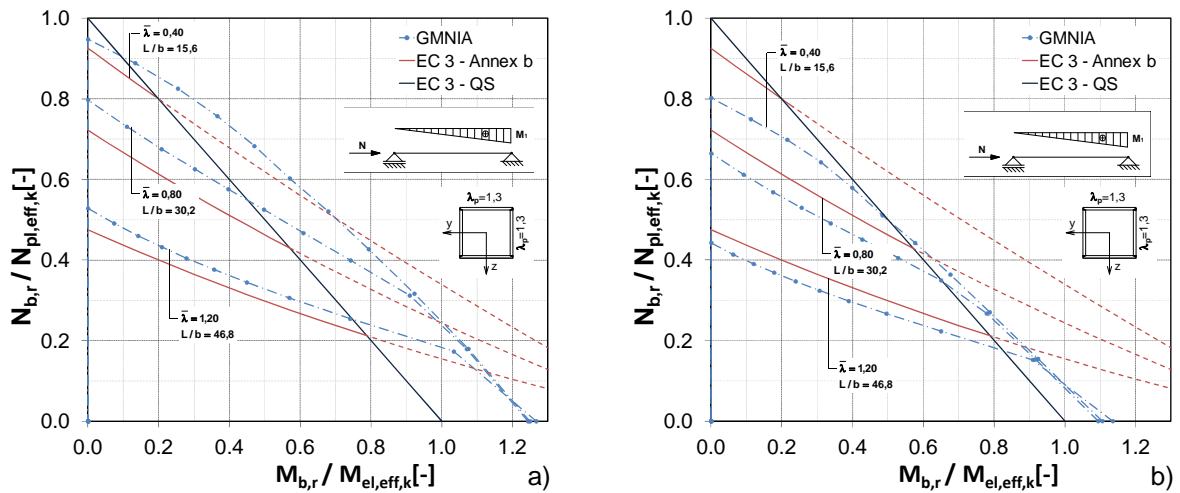 N_b,r / N_pl,eff,k[-]
1.0
0.8
0.6
0.4
0.2
0.0
0.0 0.2 0.4 0.6 0.8 1.0 1.2
M_b,r / M_el,eff,k[-]
a)
λ̄ = 0,40
L / b = 15,6
λ̄ = 0,80
L / b = 30,2
λ̄ = 1,20
L / b = 46,8
GMNIA
EC 3 - Annex b
EC 3 - QS
M₁
N
λp=1,3
λp=1,3
y
z
N_b,r / N_pl,eff,k[-]
1.0
0.8
0.6
0.4
0.2
0.0
0.0 0.2 0.4 0.6 0.8 1.0 1.2
M_b,r / M_el,eff,k[-]
b)
λ̄ = 0,40
L / b = 15,6
λ̄ = 0,80
L / b = 30,2
λ̄ = 1,20
L / b = 46,8
GMNIA
EC 3 - Annex b
EC 3 - QS
M₁
N
λp=1,3
λp=1,3
y
z